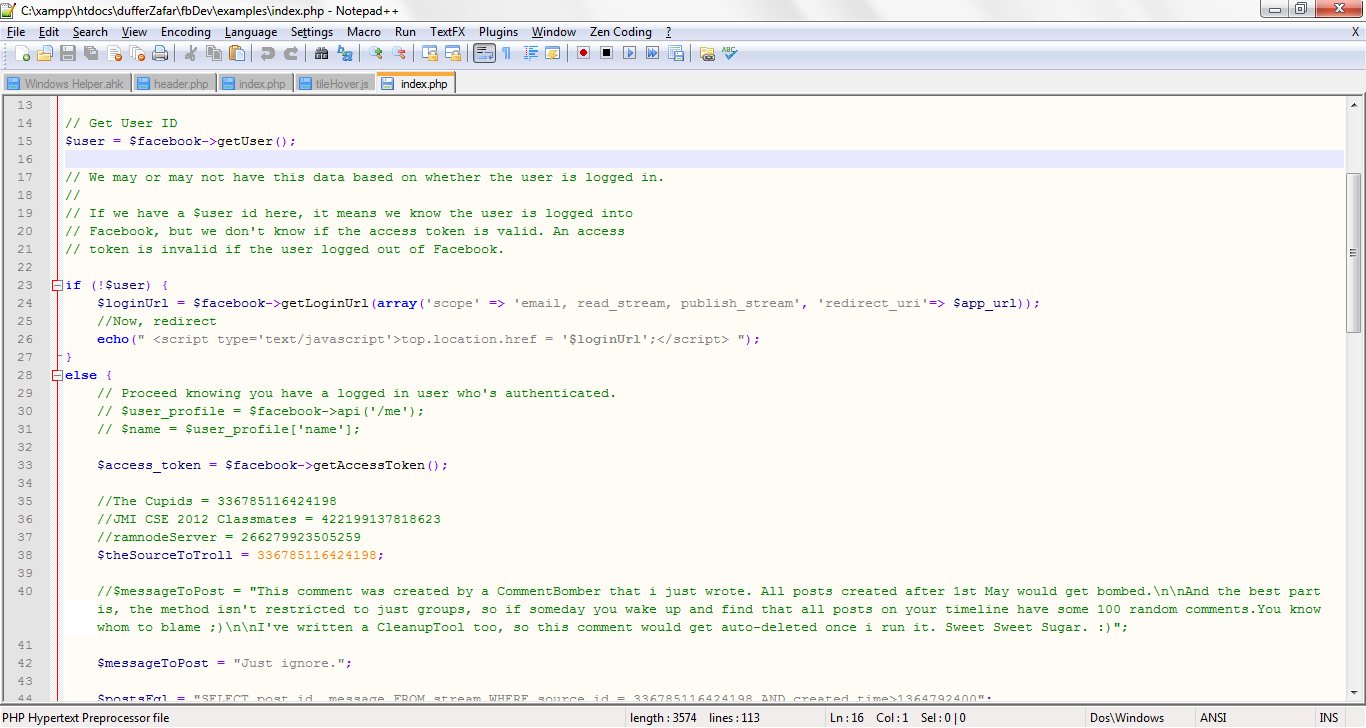 C:\xampp\htdocs\dufferZafar\fbDev\examples\index.php - Notepad++
File Edit Search View Encoding Language Settings Macro Run TextFX Plugins Window Zen Coding ? X
ABC
Windows Helper.ahk header.php index.php tileHover.js index.php
13
14 // Get User ID
15 $user = $facebook->getUser();
16
17 // We may or may not have this data based on whether the user is logged in.
18 //
19 // If we have a $user id here, it means we know the user is logged into
20 // Facebook, but we don't know if the access token is valid. An access
21 // token is invalid if the user logged out of Facebook.
22
23 if (!$user) {
24 $loginUrl = $facebook->getLoginUrl(array('scope' => 'email, read_stream, publish_stream', 'redirect_uri'=> $app_url));
25 //Now, redirect
26 echo(" <script type='text/javascript'>top.location.href = '$loginUrl';</script> ");
27 }
28 else {
29 // Proceed knowing you have a logged in user who's authenticated.
30 // $user_profile = $facebook->api('/me');
31 // $name = $user_profile['name'];
32
33 $access_token = $facebook->getAccessToken();
34
35 //The Cupids = 336785116424198
36 //JMI CSE 2012 Classmates = 422199137818623
37 //ramnodeServer = 266279923505259
38 $theSourceToTroll = 336785116424198;
39
40 //$messageToPost = "This comment was created by a CommentBomber that i just wrote. All posts created after 1st May would get bombed.\n\nAnd the best part
is, the method isn't restricted to just groups, so if someday you wake up and find that all posts on your timeline have some 100 random comments.You know
whom to blame ;)\n\nI've written a CleanupTool too, so this comment would get auto-deleted once i run it. Sweet Sweet Sugar. :)";
41
42 $messageToPost = "Just ignore.";
43
44 $postsFql = "SELECT post_id, message FROM stream WHERE source_id = 336785116424198 AND created_time>1364792400";
PHP Hypertext Preprocessor file length : 3574 lines : 113 Ln : 16 Col : 1 Sel : 0 | 0 Dos\Windows ANSI INS